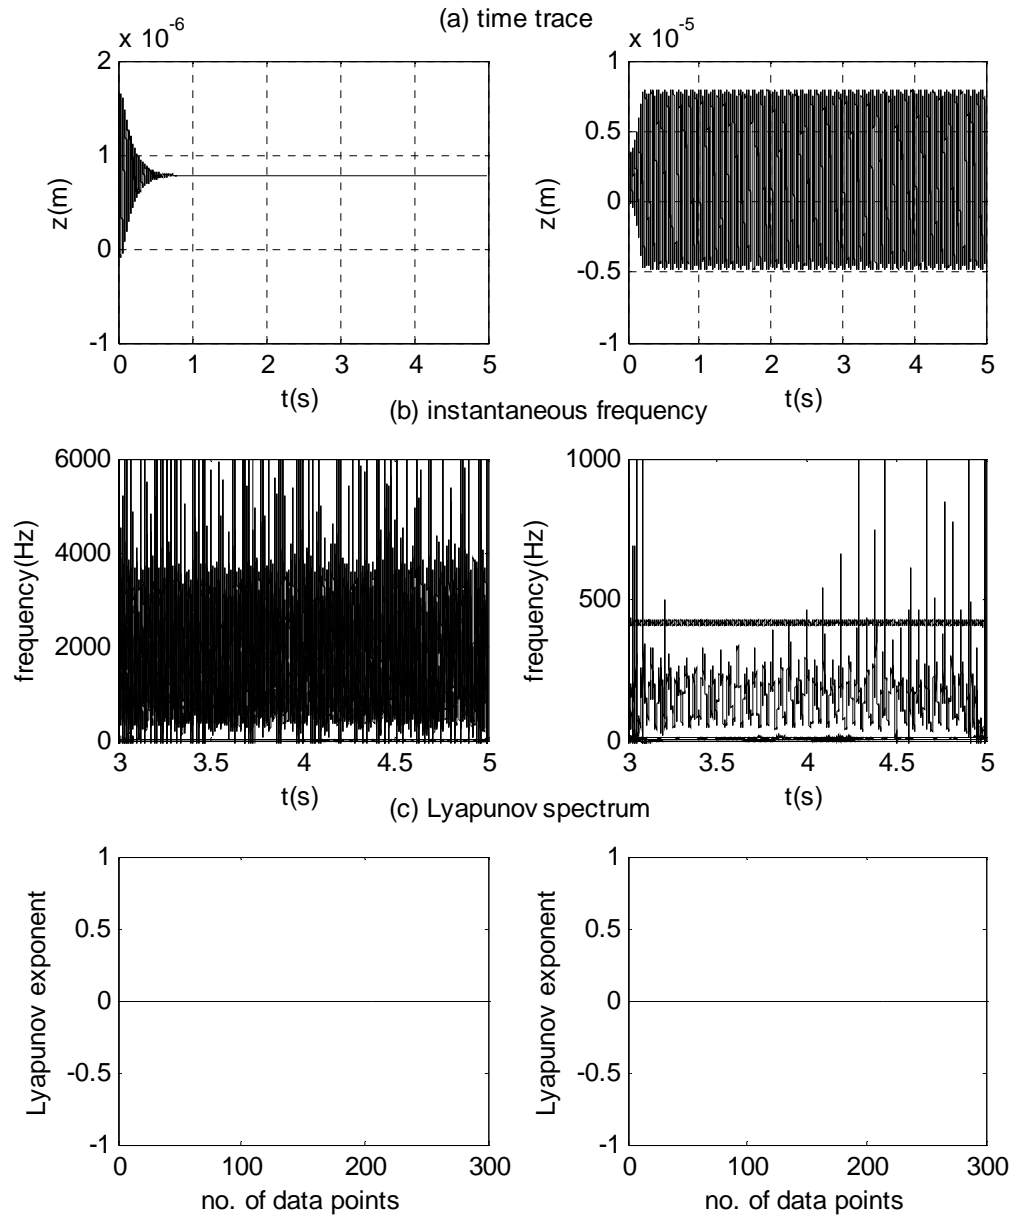 (a) time trace
x 10^-6
x 10^-5
2
1
0
-1
z(m)
0 1 2 3 4 5
t(s)
1
0.5
0
-0.5
-1
z(m)
0 1 2 3 4 5
t(s)
(b) instantaneous frequency
6000
4000
2000
0
frequency(Hz)
3 3.5 4 4.5 5
t(s)
1000
500
0
frequency(Hz)
3 3.5 4 4.5 5
t(s)
(c) Lyapunov spectrum
1
0.5
0
-0.5
-1
Lyapunov exponent
0 100 200 300
no. of data points
1
0.5
0
-0.5
-1
Lyapunov exponent
0 100 200 300
no. of data points